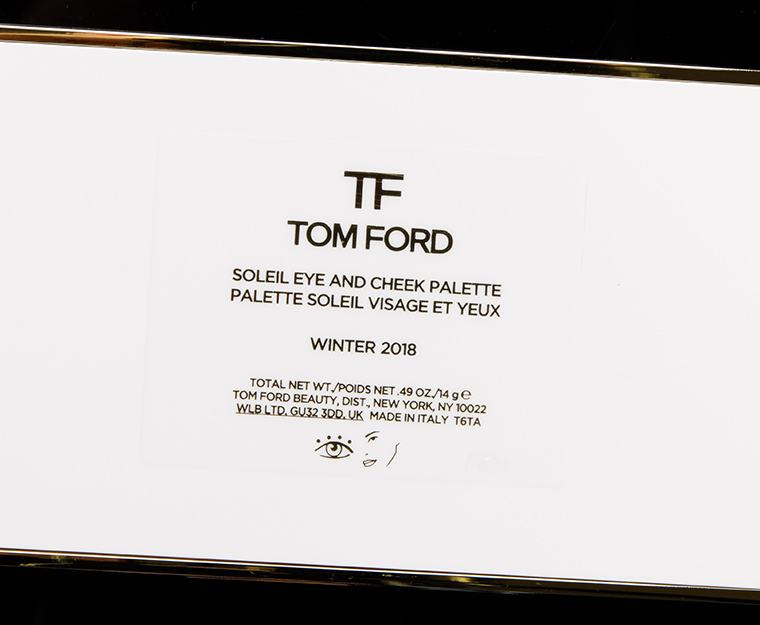 TF
TOM FORD
SOLEIL EYE AND CHEEK PALETTE
PALETTE SOLEIL VISAGE ET YEUX
WINTER 2018
TOTAL NET WT./POIDS NET .49 OZ./14 g ℮
TOM FORD BEAUTY, DIST., NEW YORK, NY 10022
WLB LTD, GU32 3DD, UK MADE IN ITALY T6TA